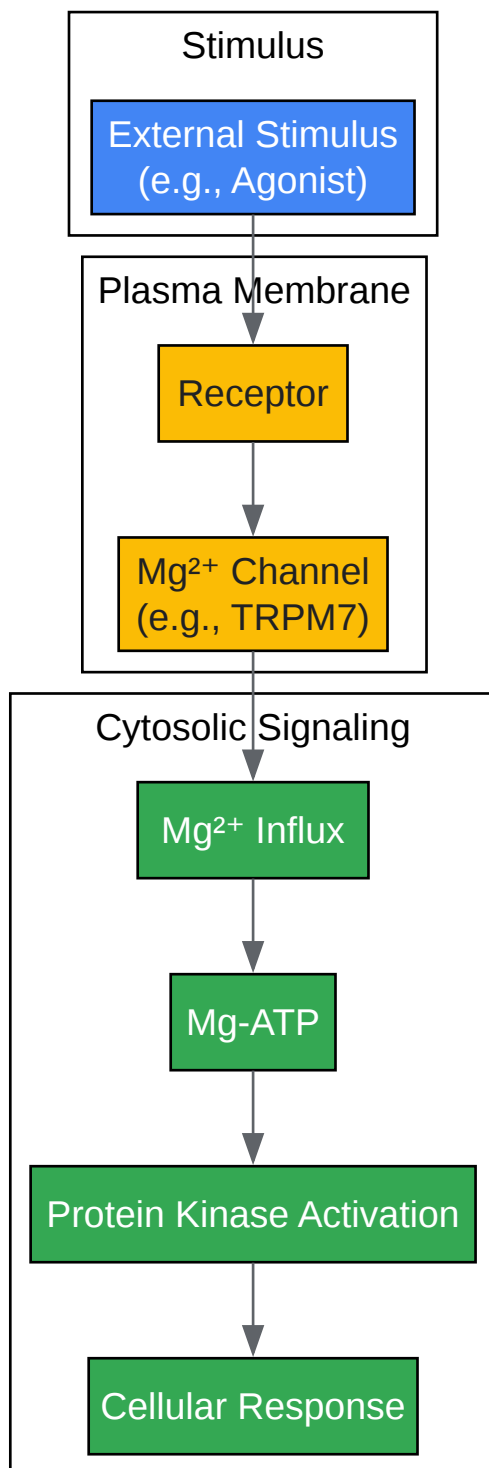 Stimulus
External Stimulus
(e.g., Agonist)
Plasma Membrane
Receptor
Mg²⁺ Channel
(e.g., TRPM7)
Cytosolic Signaling
Mg²⁺ Influx
Mg-ATP
Protein Kinase Activation
Cellular Response